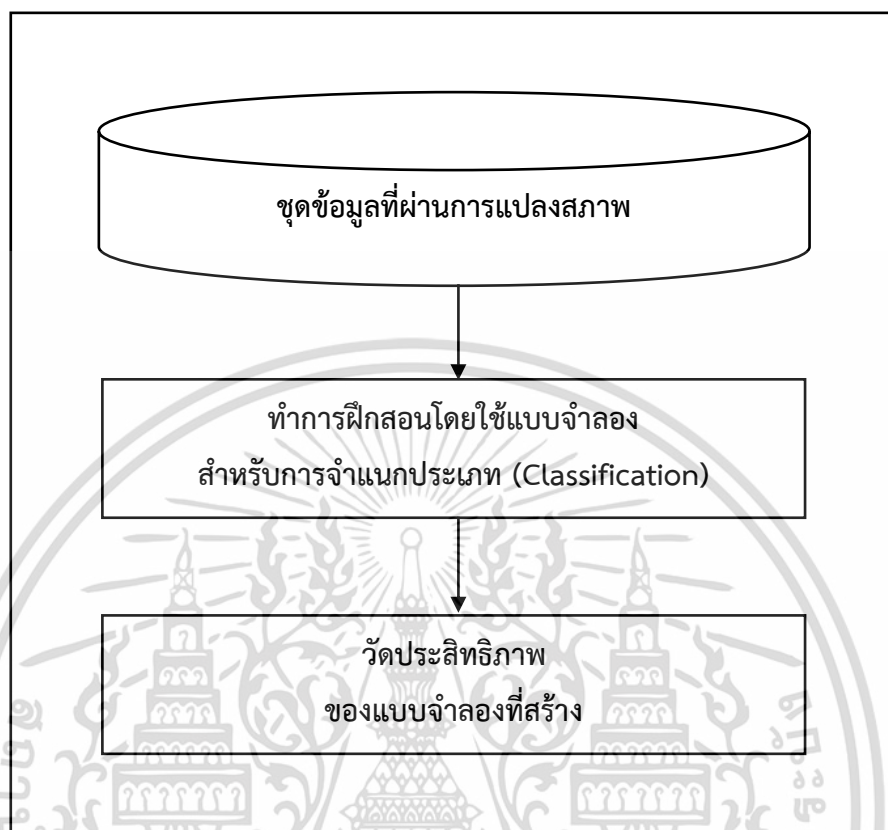 ชุดข้อมูลที่ผ่านการแปลงสภาพ
ทำการฝึกสอนโดยใช้แบบจำลอง
สำหรับการจำแนกประเภท (Classification)
วัดประสิทธิภาพ
ของแบบจำลองที่สร้าง